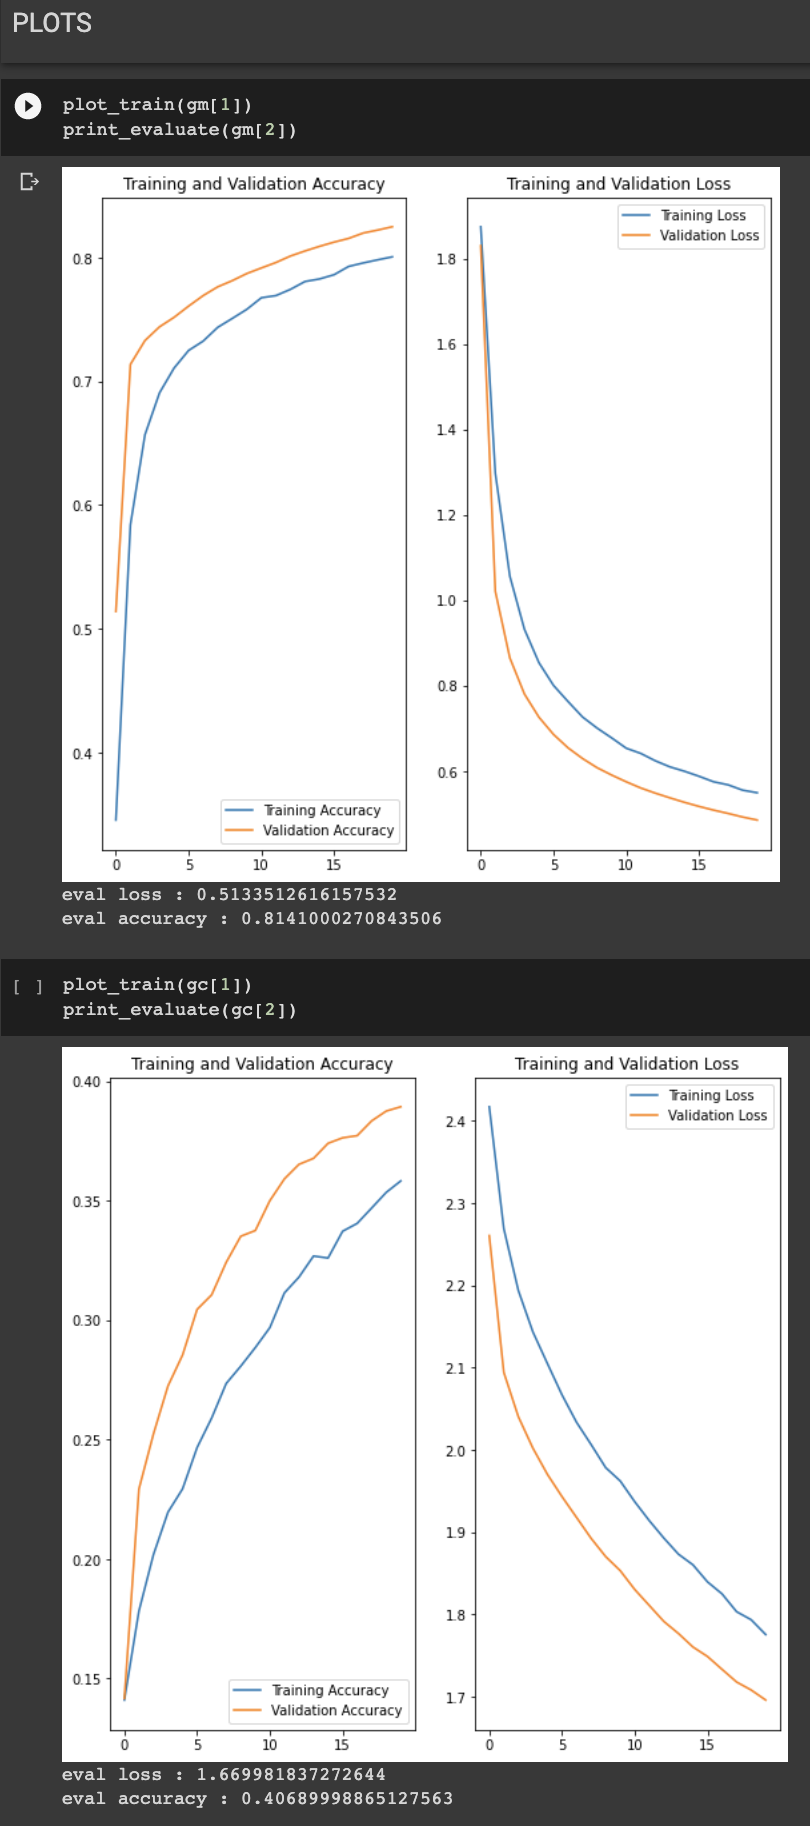 PLOTS
plot_train(gm[1])
print_evaluate(gm[2])
Training and Validation Accuracy
0.8
0.7
0.6
0.5
0.4
Training Accuracy
Validation Accuracy
0 5 10 15
Training and Validation Loss
Training Loss
Validation Loss
1.8
1.6
1.4
1.2
1.0
0.8
0.6
0 5 10 15
eval loss : 0.5133512616157532
eval accuracy : 0.8141000270843506
[ ] plot_train(gc[1])
print_evaluate(gc[2])
Training and Validation Accuracy
0.40
0.35
0.30
0.25
0.20
0.15
Training Accuracy
Validation Accuracy
0 5 10 15
Training and Validation Loss
Training Loss
Validation Loss
2.4
2.3
2.2
2.1
2.0
1.9
1.8
1.7
0 5 10 15
eval loss : 1.669981837272644
eval accuracy : 0.40689998865127563